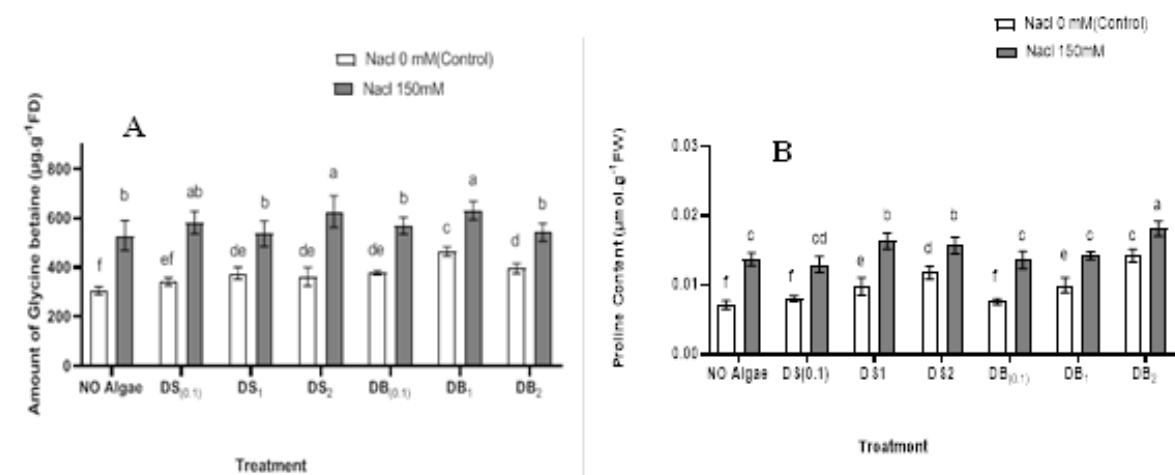 Nacl 0 mM(Control)
Nacl 150mM
A
Amount of Glycine betaine (µg.g⁻¹FD)
800
600
400
200
0
f b ef ab de b de a de b c a d b
NO Algae DS(0.1) DS₁ DS₂ DB(0.1) DB₁ DB₂
Treatment
Nacl 0 mM(Control)
Nacl 150mM
B
Proline Content (µmol.g⁻¹ FW)
0.03
0.02
0.01
0.00
f c f cd e b d b f c e c c a
NO Algae DS(0.1) DS1 DS2 DB(0.1) DB₁ DB₂
Treatment